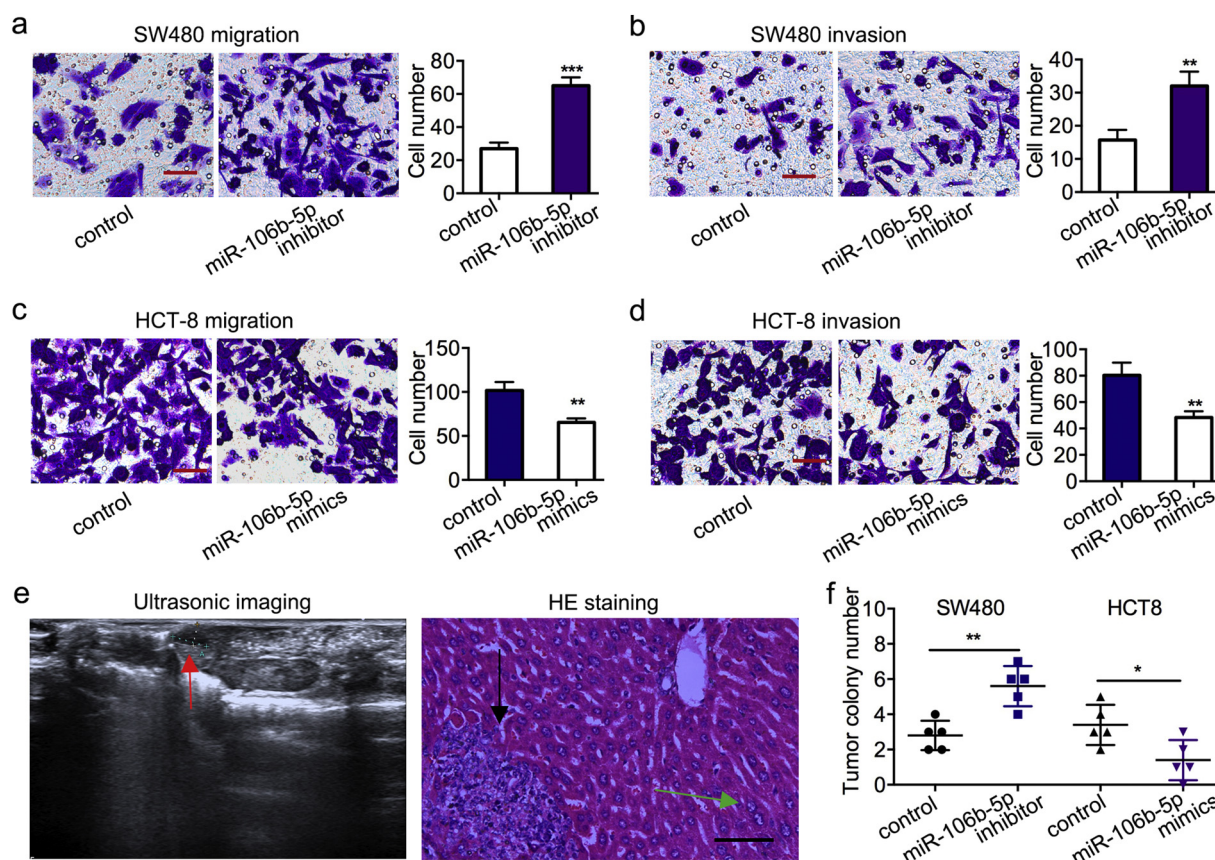 a
SW480 migration
control
miR-106b-5p
inhibitor
Cell number
80
60
40
20
0
***
control
miR-106b-5p
inhibitor
b
SW480 invasion
control
miR-106b-5p
inhibitor
Cell number
40
30
20
10
0
**
control
miR-106b-5p
inhibitor
c
HCT-8 migration
control
miR-106b-5p
mimics
Cell number
150
100
50
0
**
control
miR-106b-5p
mimics
d
HCT-8 invasion
control
miR-106b-5p
mimics
Cell number
100
80
60
40
20
0
**
control
miR-106b-5p
mimics
e
Ultrasonic imaging
HE staining
f
SW480 HCT8
Tumor colony number
10
8
6
4
2
0
**
*
control
miR-106b-5p
inhibitor
control
miR-106b-5p
mimics